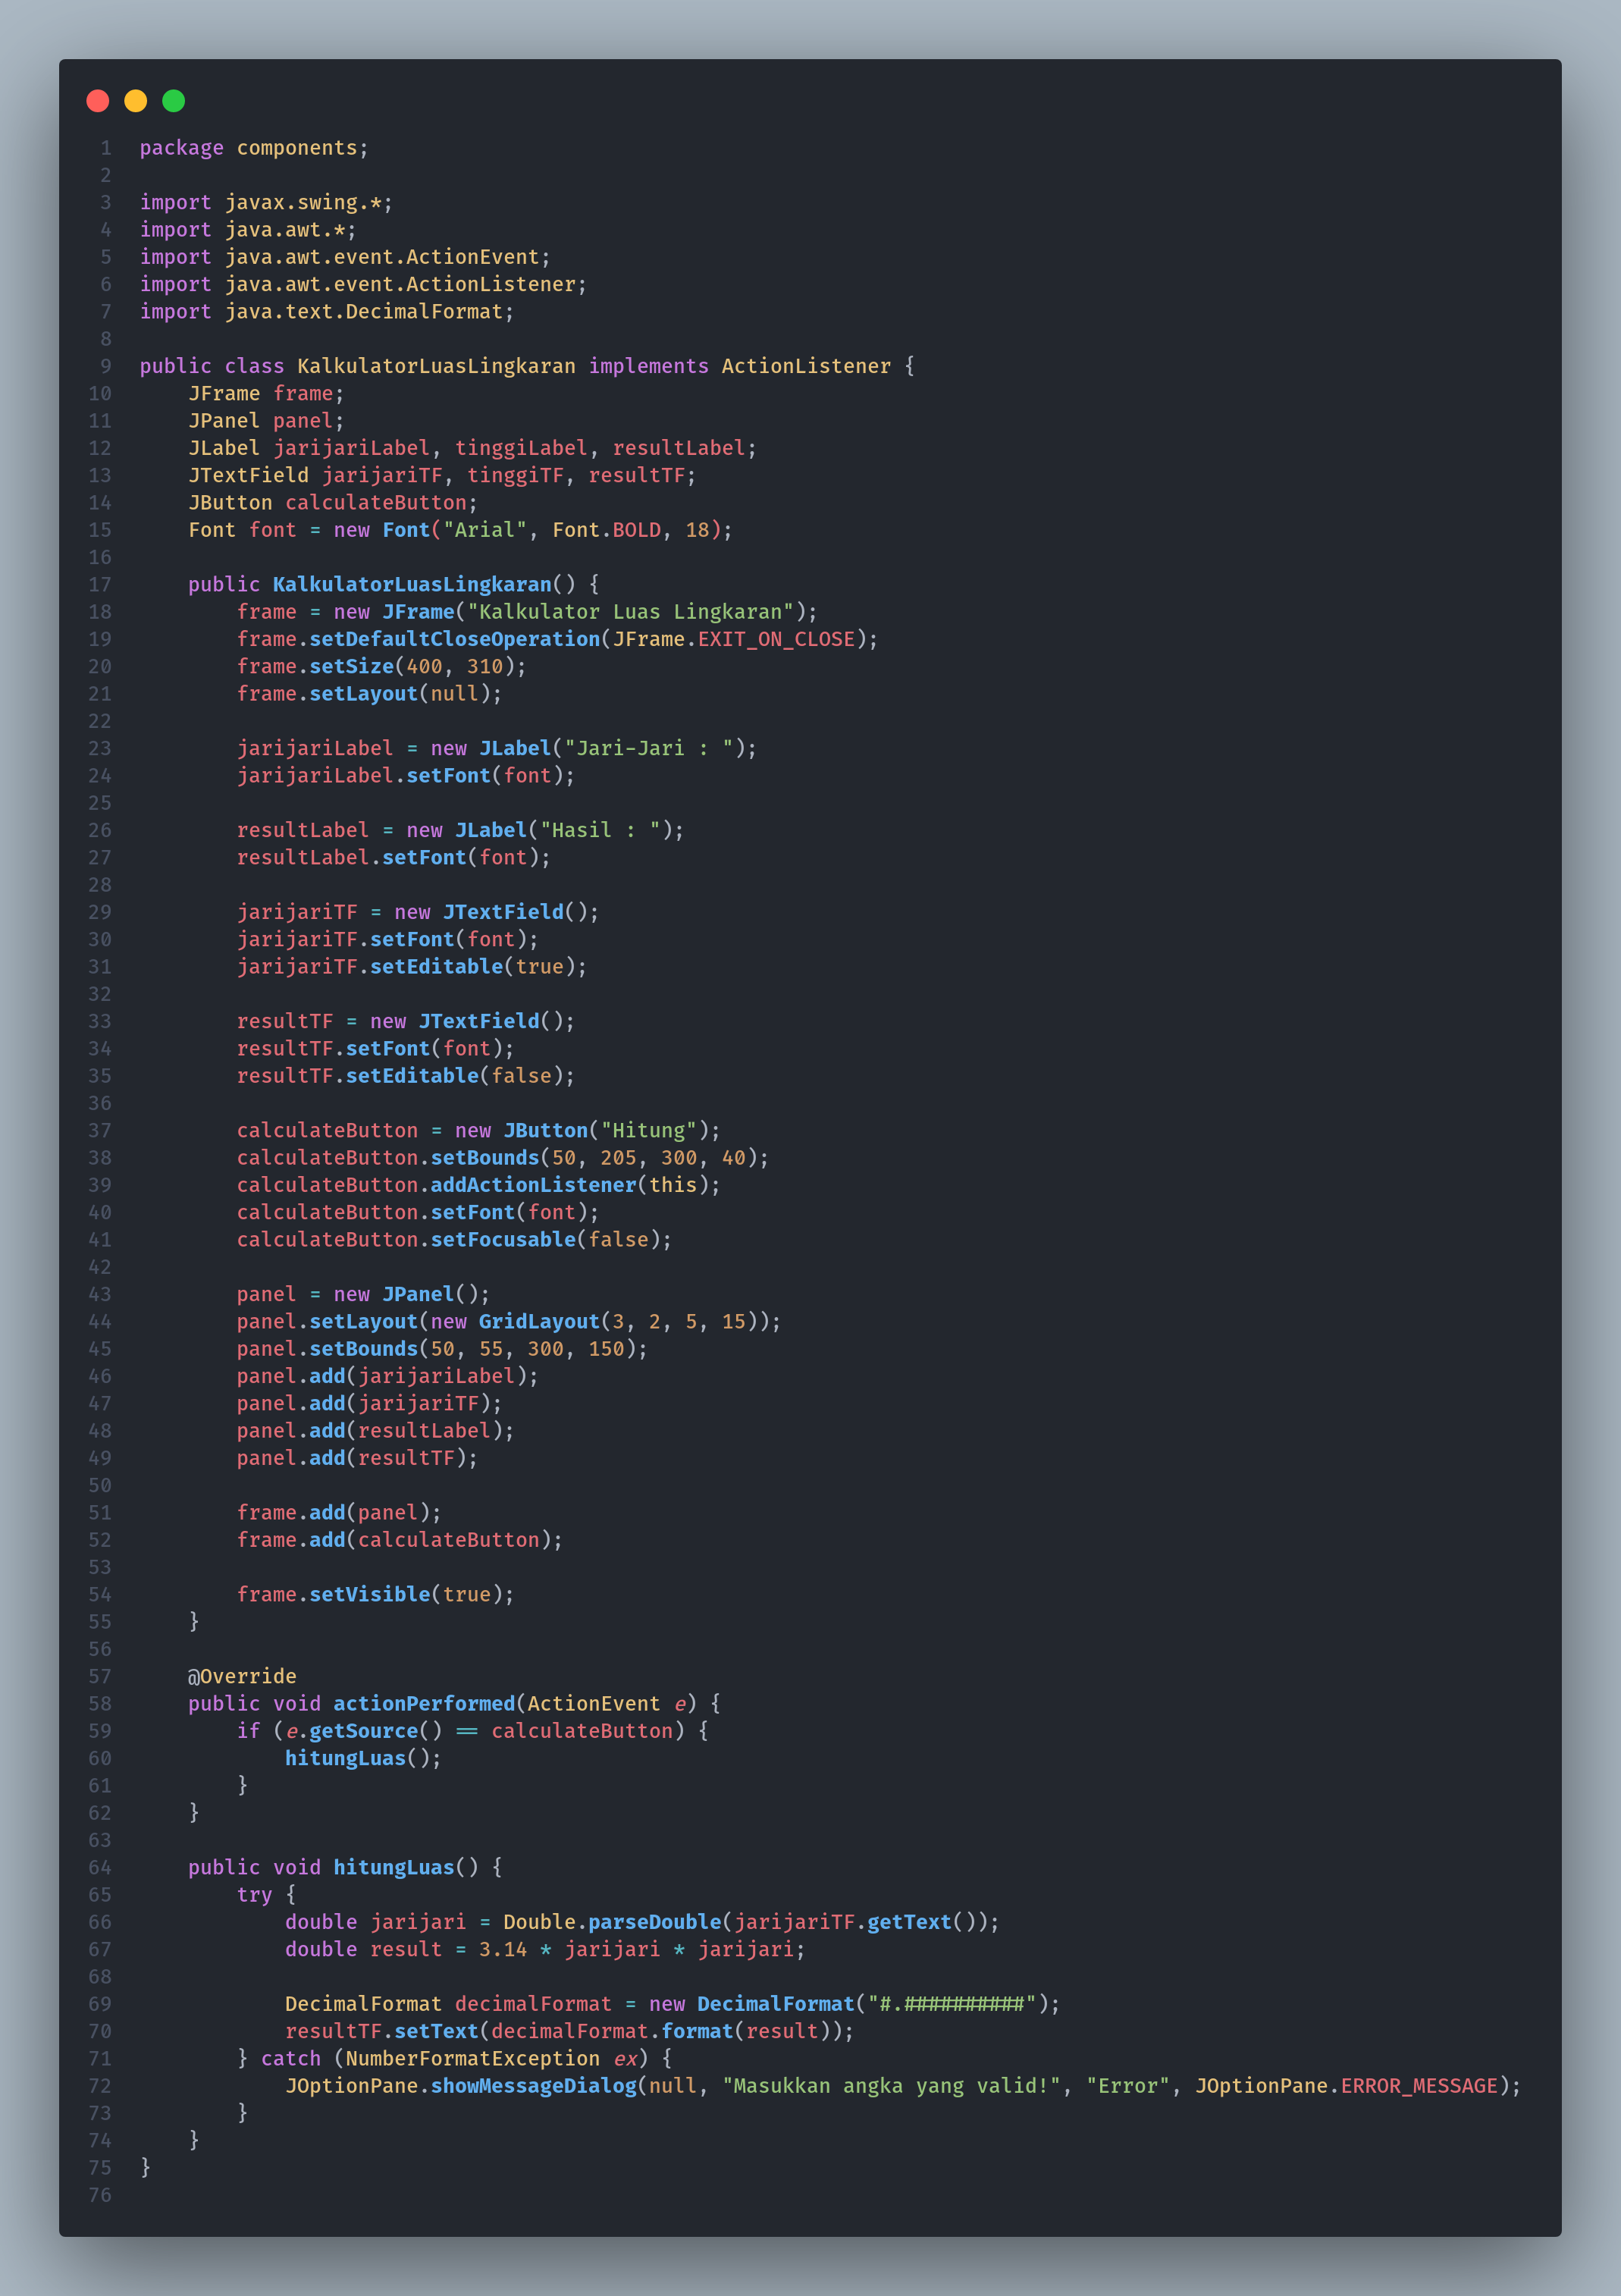 1 package components;
2
3 import javax.swing.*;
4 import java.awt.*;
5 import java.awt.event.ActionEvent;
6 import java.awt.event.ActionListener;
7 import java.text.DecimalFormat;
8
9 public class KalkulatorLuasLingkaran implements ActionListener {
10     JFrame frame;
11     JPanel panel;
12     JLabel jarijariLabel, tinggiLabel, resultLabel;
13     JTextField jarijariTF, tinggiTF, resultTF;
14     JButton calculateButton;
15     Font font = new Font("Arial", Font.BOLD, 18);
16
17     public KalkulatorLuasLingkaran() {
18         frame = new JFrame("Kalkulator Luas Lingkaran");
19         frame.setDefaultCloseOperation(JFrame.EXIT_ON_CLOSE);
20         frame.setSize(400, 310);
21         frame.setLayout(null);
22
23         jarijariLabel = new JLabel("Jari-Jari : ");
24         jarijariLabel.setFont(font);
25
26         resultLabel = new JLabel("Hasil : ");
27         resultLabel.setFont(font);
28
29         jarijariTF = new JTextField();
30         jarijariTF.setFont(font);
31         jarijariTF.setEditable(true);
32
33         resultTF = new JTextField();
34         resultTF.setFont(font);
35         resultTF.setEditable(false);
36
37         calculateButton = new JButton("Hitung");
38         calculateButton.setBounds(50, 205, 300, 40);
39         calculateButton.addActionListener(this);
40         calculateButton.setFont(font);
41         calculateButton.setFocusable(false);
42
43         panel = new JPanel();
44         panel.setLayout(new GridLayout(3, 2, 5, 15));
45         panel.setBounds(50, 55, 300, 150);
46         panel.add(jarijariLabel);
47         panel.add(jarijariTF);
48         panel.add(resultLabel);
49         panel.add(resultTF);
50
51         frame.add(panel);
52         frame.add(calculateButton);
53
54         frame.setVisible(true);
55     }
56
57     @Override
58     public void actionPerformed(ActionEvent e) {
59         if (e.getSource() == calculateButton) {
60             hitungLuas();
61         }
62     }
63
64     public void hitungLuas() {
65         try {
66             double jarijari = Double.parseDouble(jarijariTF.getText());
67             double result = 3.14 * jarijari * jarijari;
68
69             DecimalFormat decimalFormat = new DecimalFormat("#.##########");
70             resultTF.setText(decimalFormat.format(result));
71         } catch (NumberFormatException ex) {
72             JOptionPane.showMessageDialog(null, "Masukkan angka yang valid!", "Error", JOptionPane.ERROR_MESSAGE);
73         }
74     }
75 }
76